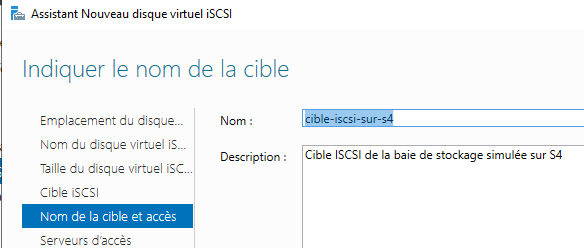 Assistant Nouveau disque virtuel iSCSI
Indiquer le nom de la cible
Emplacement du disque...
Nom du disque virtuel iS...
Taille du disque virtuel iSC...
Cible iSCSI
Nom de la cible et accès
Serveurs d'accès
Nom :
cible-iscsi-sur-s4
Description :
Cible ISCSI de la baie de stockage simulée sur S4